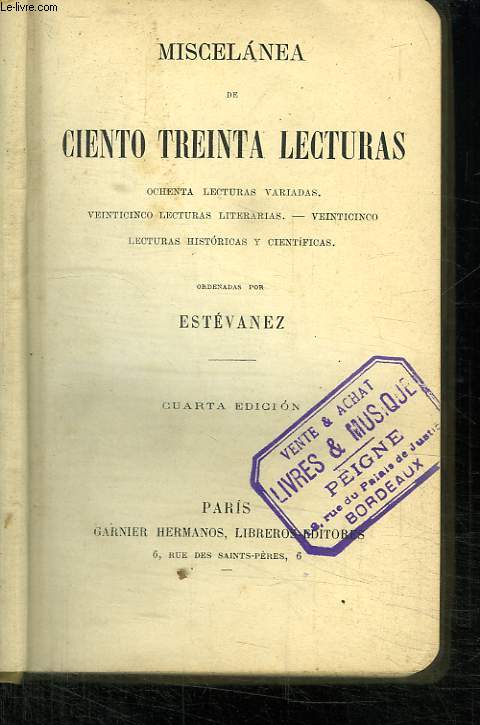 www.Le-Livre.com
MISCELÁNEA
DE
CIENTO TREINTA LECTURAS
OCHENTA LECTURAS VARIADAS.
VEINTICINCO LECTURAS LITERARIAS. — VEINTICINCO
LECTURAS HISTÓRICAS Y CIENTÍFICAS.
ORDENADAS POR
ESTÉVANEZ
CUARTA EDICIÓN
VENTE & ACHAT
LIVRES & MUSIQUE
PEIGNE
rue du Palais de Justice
BORDEAUX
PARÍS
GARNIER HERMANOS, LIBREROS-EDITORES
6, RUE DES SAINTS-PÈRES, 6